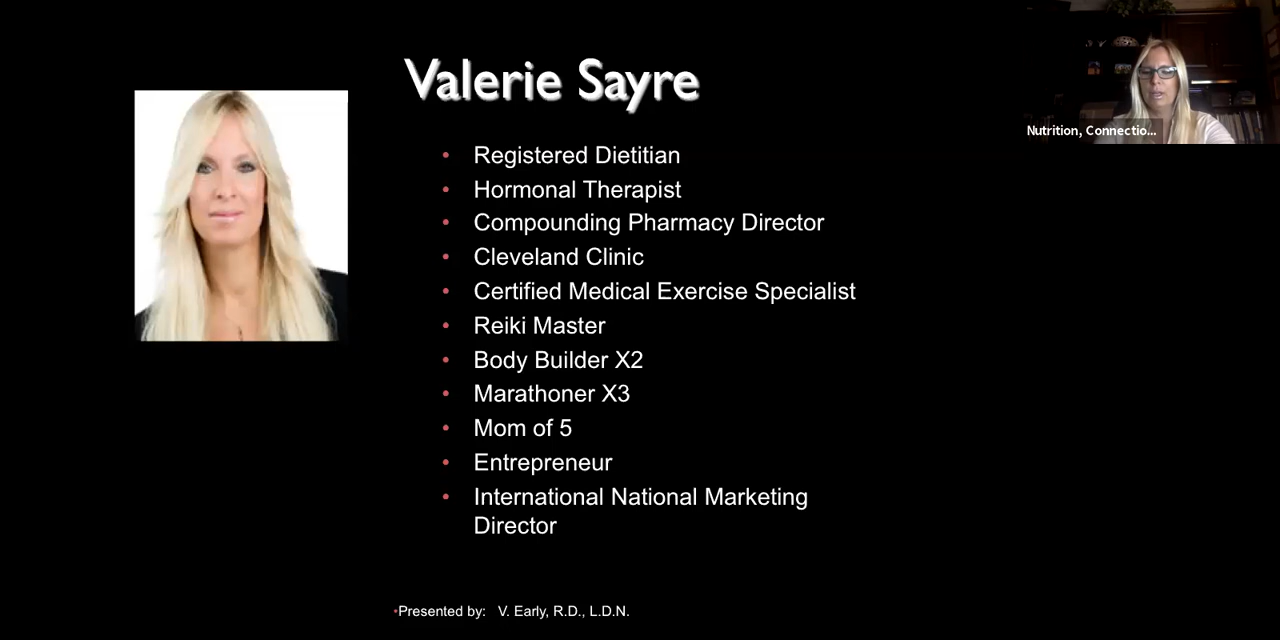 Valerie Sayre
Nutrition, Connectio...
• Registered Dietitian
• Hormonal Therapist
• Compounding Pharmacy Director
• Cleveland Clinic
• Certified Medical Exercise Specialist
• Reiki Master
• Body Builder X2
• Marathoner X3
• Mom of 5
• Entrepreneur
• International National Marketing
Director
•Presented by: V. Early, R.D., L.D.N.